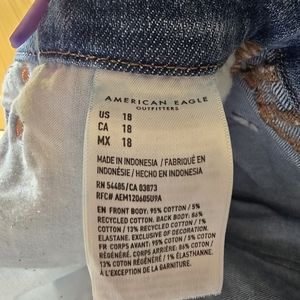 AMERICAN EAGLE
OUTFITTERS
US 18
CA 18
MX 18
MADE IN INDONESIA / FABRIQUÉ EN
INDONÉSIE / HECHO EN INDONESIA
RN 54485/CA 03873
RFC# AEM120605U9A
EN FRONT BODY: 95% COTTON / 5%
RECYCLED COTTON. BACK BODY: 86%
COTTON / 13% RECYCLED COTTON / 1%
ELASTANE. EXCLUSIVE OF DECORATION.
FR CORPS AVANT: 95% COTON / 5% COTON
RÉGÉNÉRÉ. CORPS ARRIÈRE: 86% COTON /
13% COTON RÉGÉNÉRÉ / 1% ÉLASTHANNE.
À L'EXCEPTION DE LA GARNITURE.